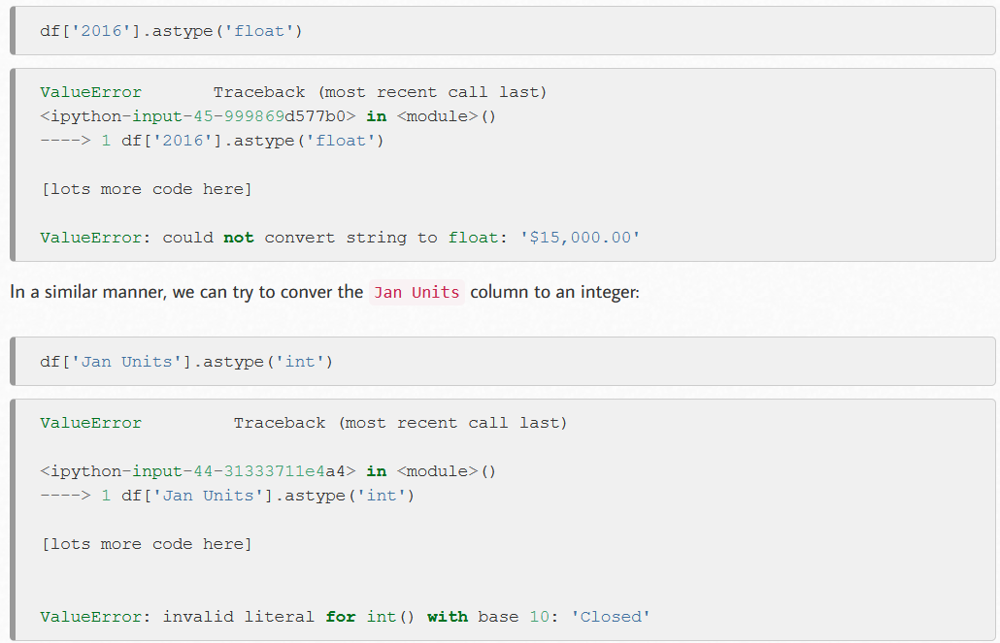 df['2016'].astype('float')
ValueError Traceback (most recent call last)
<ipython-input-45-999869d577b0> in <module>()
----> 1 df['2016'].astype('float')
[lots more code here]
ValueError: could not convert string to float: '$15,000.00'
In a similar manner, we can try to conver the Jan Units column to an integer:
df['Jan Units'].astype('int')
ValueError Traceback (most recent call last)
<ipython-input-44-31333711e4a4> in <module>()
----> 1 df['Jan Units'].astype('int')
[lots more code here]
ValueError: invalid literal for int() with base 10: 'Closed'